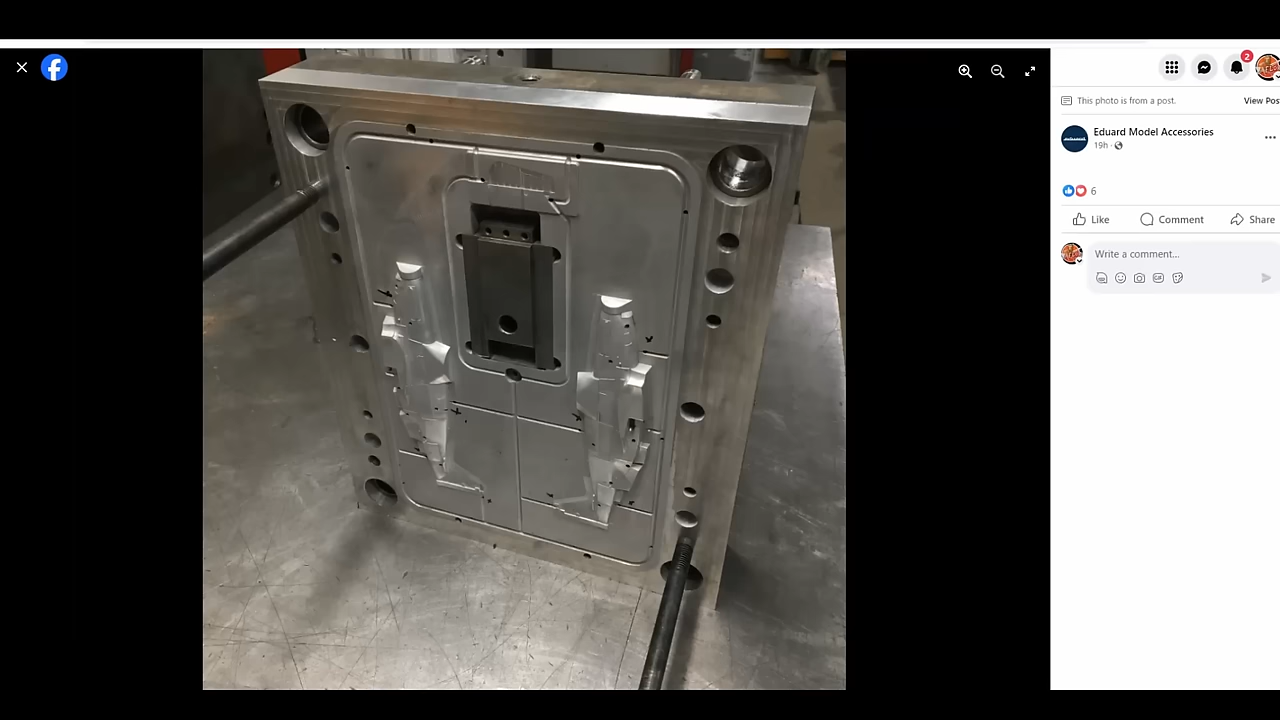 2
This photo is from a post.
View Pos
Eduard Model Accessories
19h
6
Like
Comment
Share
Write a comment...